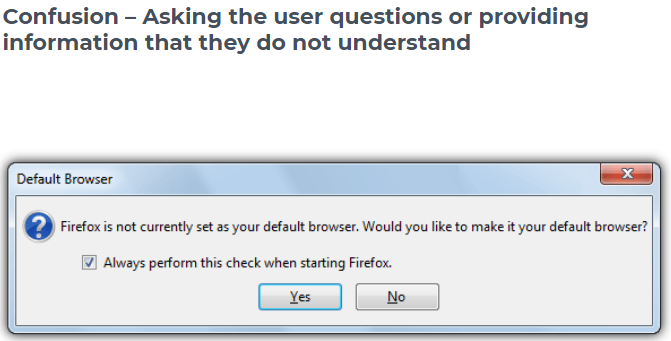 Confusion – Asking the user questions or providing
information that they do not understand
Default Browser
Firefox is not currently set as your default browser. Would you like to make it your default browser?
Always perform this check when starting Firefox.
Yes
No